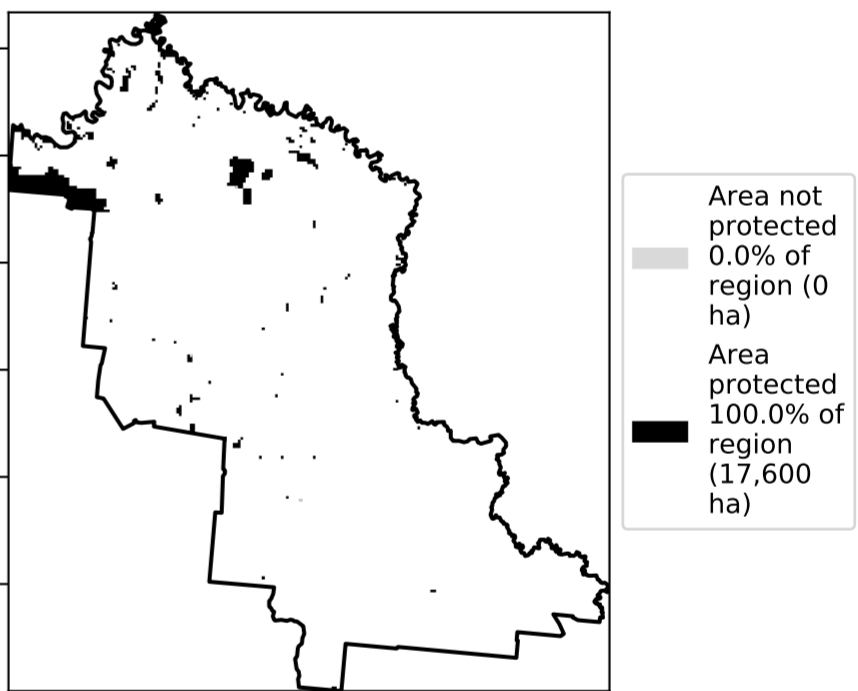 Area not
protected
0.0% of
region (0
ha)
Area
protected
100.0% of
region
(17,600
ha)